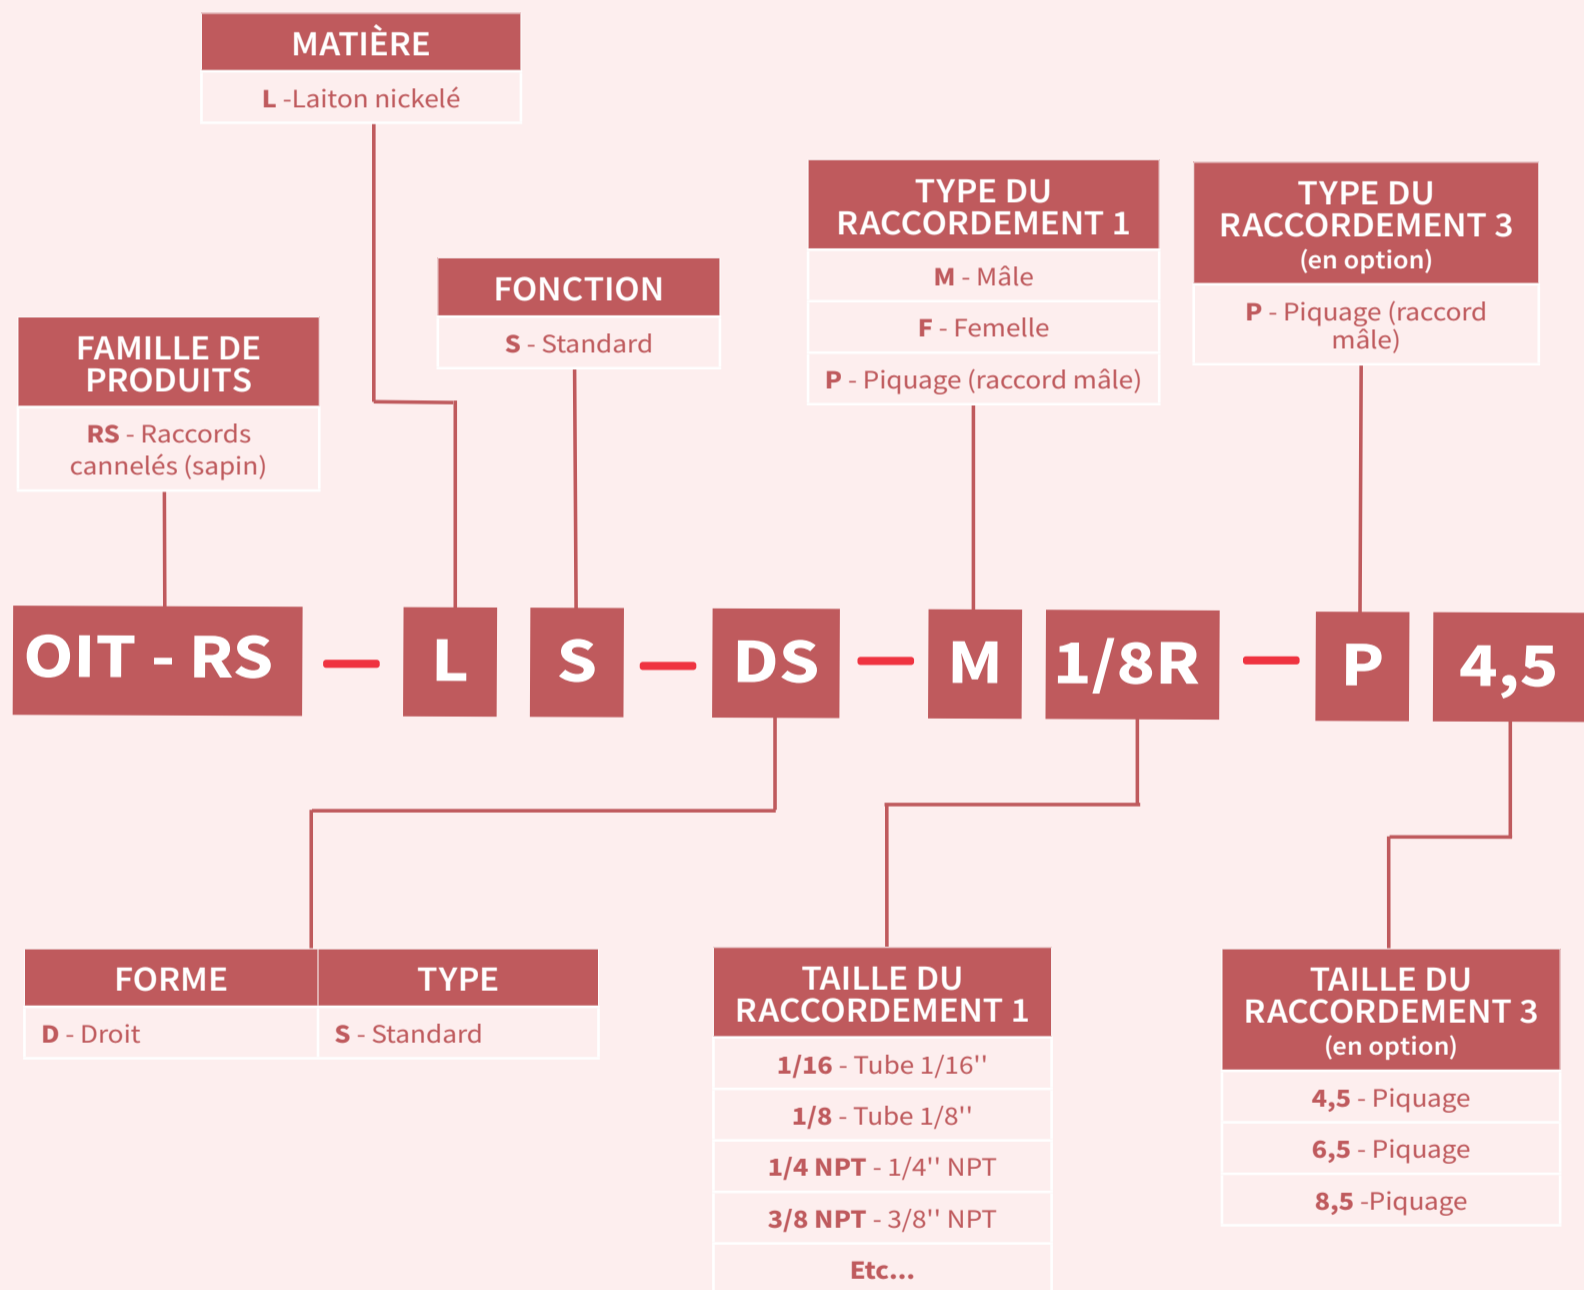 MATIÈRE
L -Laiton nickelé
TYPE DU
RACCORDEMENT 1
M - Mâle
F - Femelle
P - Piquage (raccord mâle)
TYPE DU
RACCORDEMENT 3
(en option)
P - Piquage (raccord
mâle)
FONCTION
S - Standard
FAMILLE DE
PRODUITS
RS - Raccords
cannelés (sapin)
OIT - RS — L S — DS — M 1/8R — P 4,5
FORME
TYPE
D - Droit
S - Standard
TAILLE DU
RACCORDEMENT 1
1/16 - Tube 1/16''
1/8 - Tube 1/8''
1/4 NPT - 1/4'' NPT
3/8 NPT - 3/8'' NPT
Etc...
TAILLE DU
RACCORDEMENT 3
(en option)
4,5 - Piquage
6,5 - Piquage
8,5 -Piquage